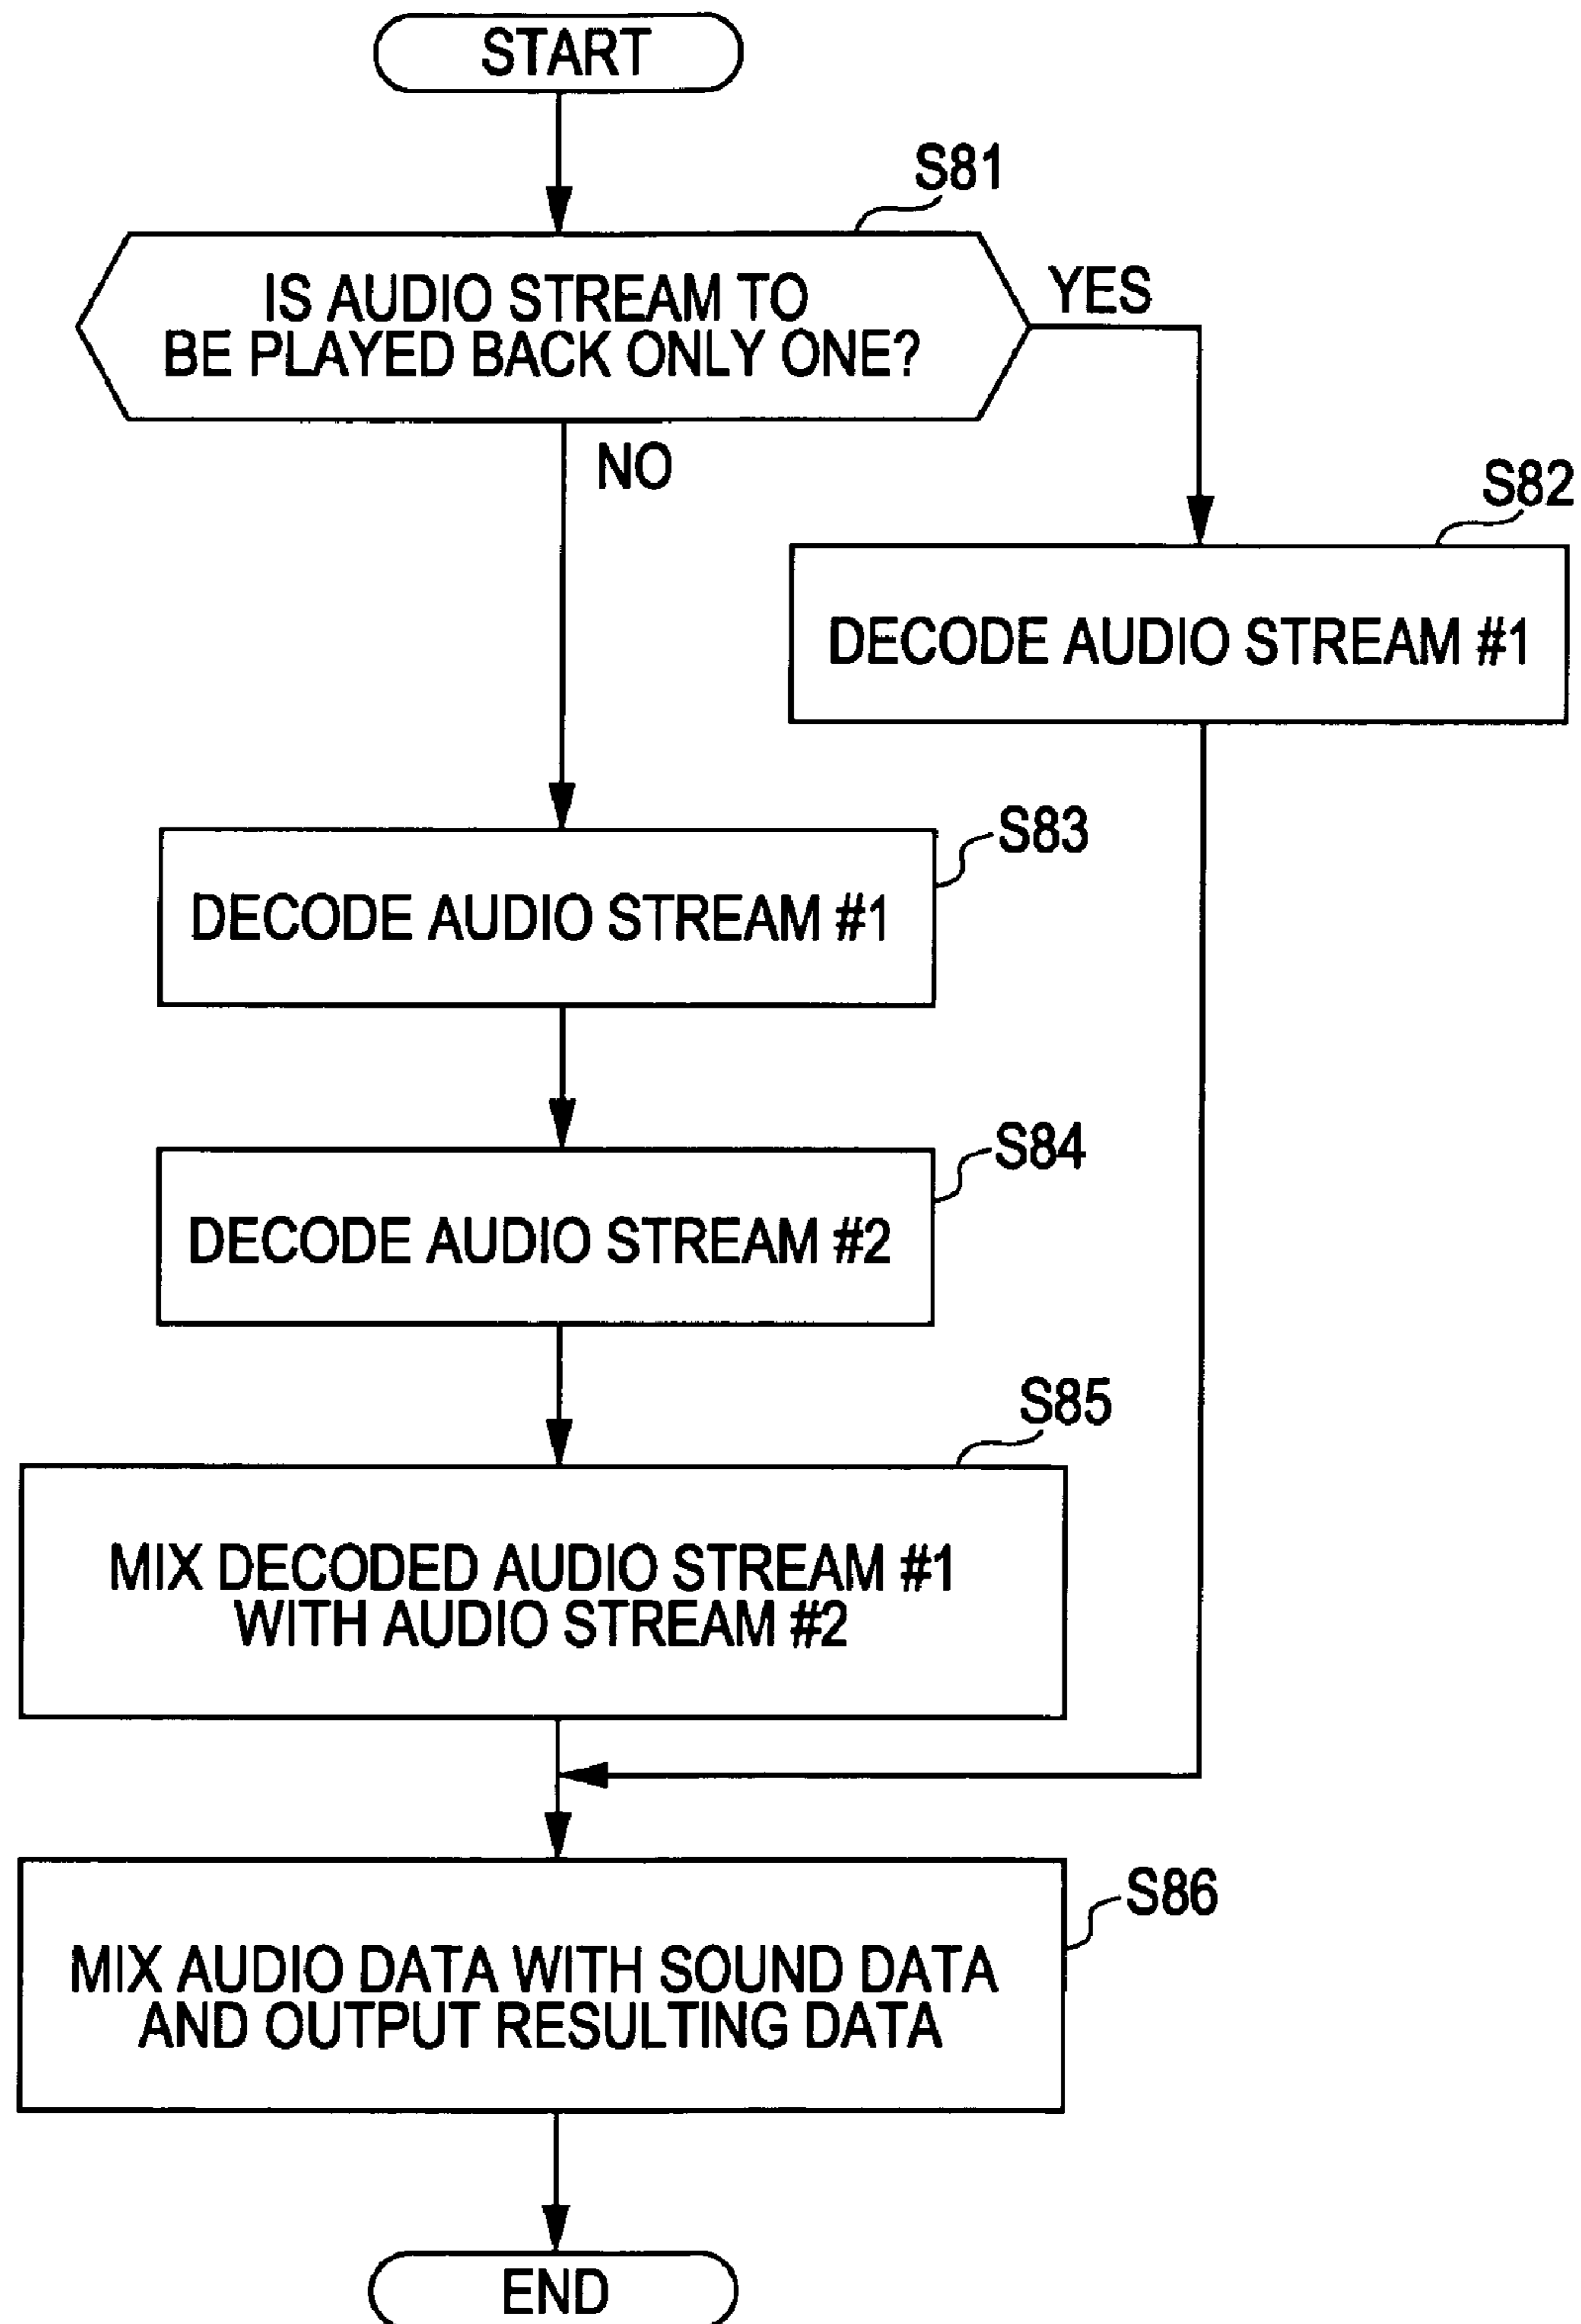 START
S81
IS AUDIO STREAM TO
BE PLAYED BACK ONLY ONE?
YES
NO
S82
DECODE AUDIO STREAM #1
S83
DECODE AUDIO STREAM #1
S84
DECODE AUDIO STREAM #2
S85
MIX DECODED AUDIO STREAM #1
WITH AUDIO STREAM #2
S86
MIX AUDIO DATA WITH SOUND DATA
AND OUTPUT RESULTING DATA
END